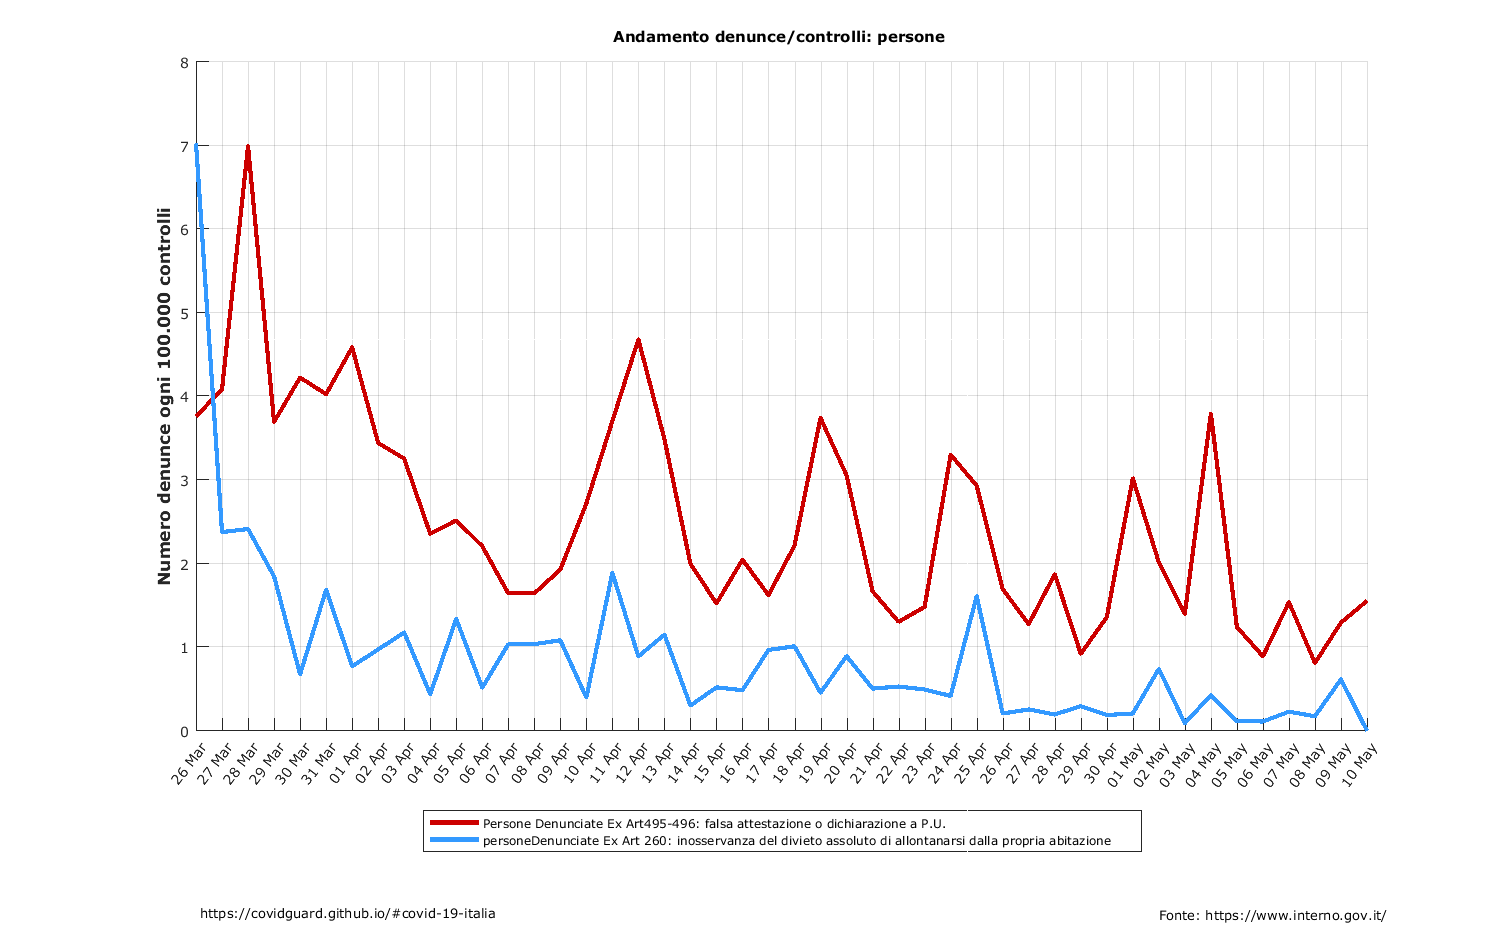 Andamento denunce/controlli: persone
Numero denunce ogni 100.000 controlli
8
7
6
5
4
3
2
1
0
26 Mar
27 Mar
28 Mar
29 Mar
30 Mar
31 Mar
01 Apr
02 Apr
03 Apr
04 Apr
05 Apr
06 Apr
07 Apr
08 Apr
09 Apr
10 Apr
11 Apr
12 Apr
13 Apr
14 Apr
15 Apr
16 Apr
17 Apr
18 Apr
19 Apr
20 Apr
21 Apr
22 Apr
23 Apr
24 Apr
25 Apr
26 Apr
27 Apr
28 Apr
29 Apr
30 Apr
01 May
02 May
03 May
04 May
05 May
06 May
07 May
08 May
09 May
10 May
Persone Denunciate Ex Art495-496: falsa attestazione o dichiarazione a P.U.
personeDenunciate Ex Art 260: inosservanza del divieto assoluto di allontanarsi dalla propria abitazione
https://covidguard.github.io/#covid-19-italia
Fonte: https://www.interno.gov.it/